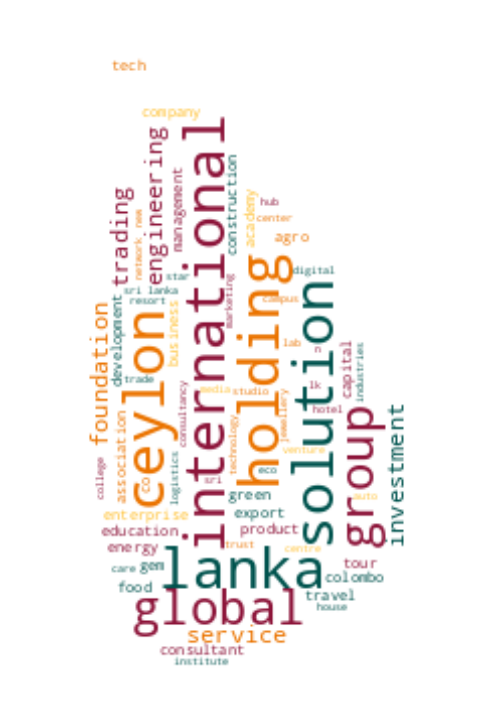 tech
company
international
engineering
construction
management
trading
academy
hub
center
new
network
agro
star
digital
sri lanka
resort
holding
marketing
solution
campus
development
foundation
ceylon
business
lab
n
capital
industries
trade
lk
media
studio
consultancy
jewellery
hotel
group
investment
association
technology
venture
college
logistics
co
sri
eco
green
auto
enterprise
export
education
product
energy
trust
centre
care
gem
lanka
tour
colombo
food
global
travel
house
service
consultant
institute